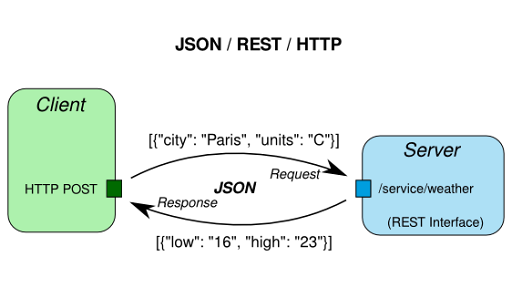 JSON / REST / HTTP
Client
[{"city": "Paris", "units": "C"}]
Server
Request
HTTP POST
JSON
/service/weather
Response
(REST Interface)
[{"low": "16", "high": "23"}]